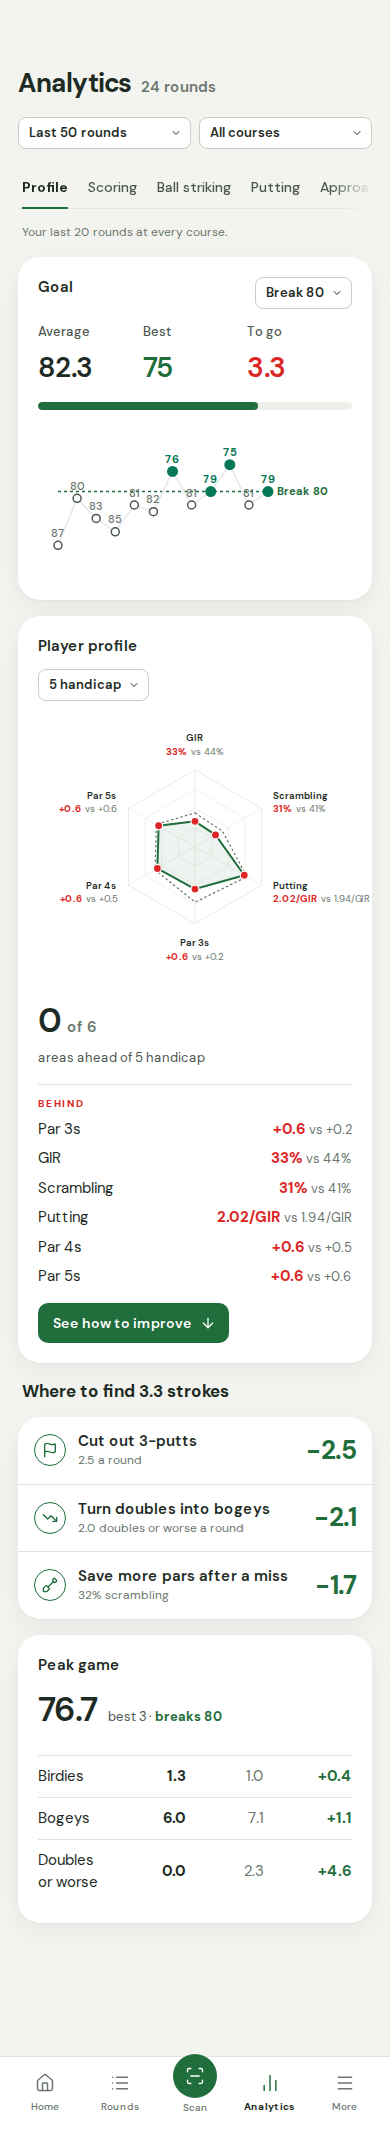 Analytics 24 rounds
Last 50 rounds All courses
Profile Scoring Ball striking Putting Approa
Your last 20 rounds at every course.
Goal Break 80
Average Best To go
82.3 75 3.3
87 80 83 85 81 82 76 81 79 75 81 79 Break 80
Player profile
5 handicap
GIR
33% vs 44%
Par 5s
+0.6 vs +0.6
Scrambling
31% vs 41%
Par 4s
+0.6 vs +0.5
Putting
2.02/GIR vs 1.94/GIR
Par 3s
+0.6 vs +0.2
0 of 6
areas ahead of 5 handicap
BEHIND
Par 3s +0.6 vs +0.2
GIR 33% vs 44%
Scrambling 31% vs 41%
Putting 2.02/GIR vs 1.94/GIR
Par 4s +0.6 vs +0.5
Par 5s +0.6 vs +0.6
See how to improve ↓
Where to find 3.3 strokes
Cut out 3-putts −2.5
2.5 a round
Turn doubles into bogeys −2.1
2.0 doubles or worse a round
Save more pars after a miss −1.7
32% scrambling
Peak game
76.7 best 3 · breaks 80
Birdies 1.3 1.0 +0.4
Bogeys 6.0 7.1 +1.1
Doubles
or worse 0.0 2.3 +4.6
Home Rounds Scan Analytics More